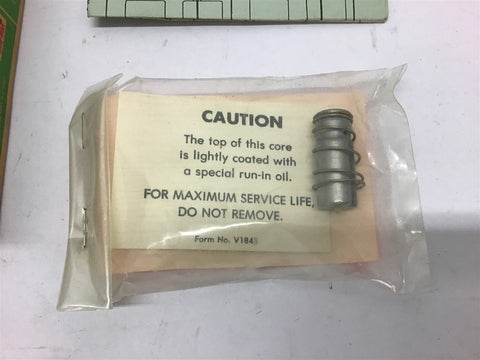 CAUTION
The top of this core
is lightly coated with
a special run-in oil.
FOR MAXIMUM SERVICE LIFE,
DO NOT REMOVE.
Form No.